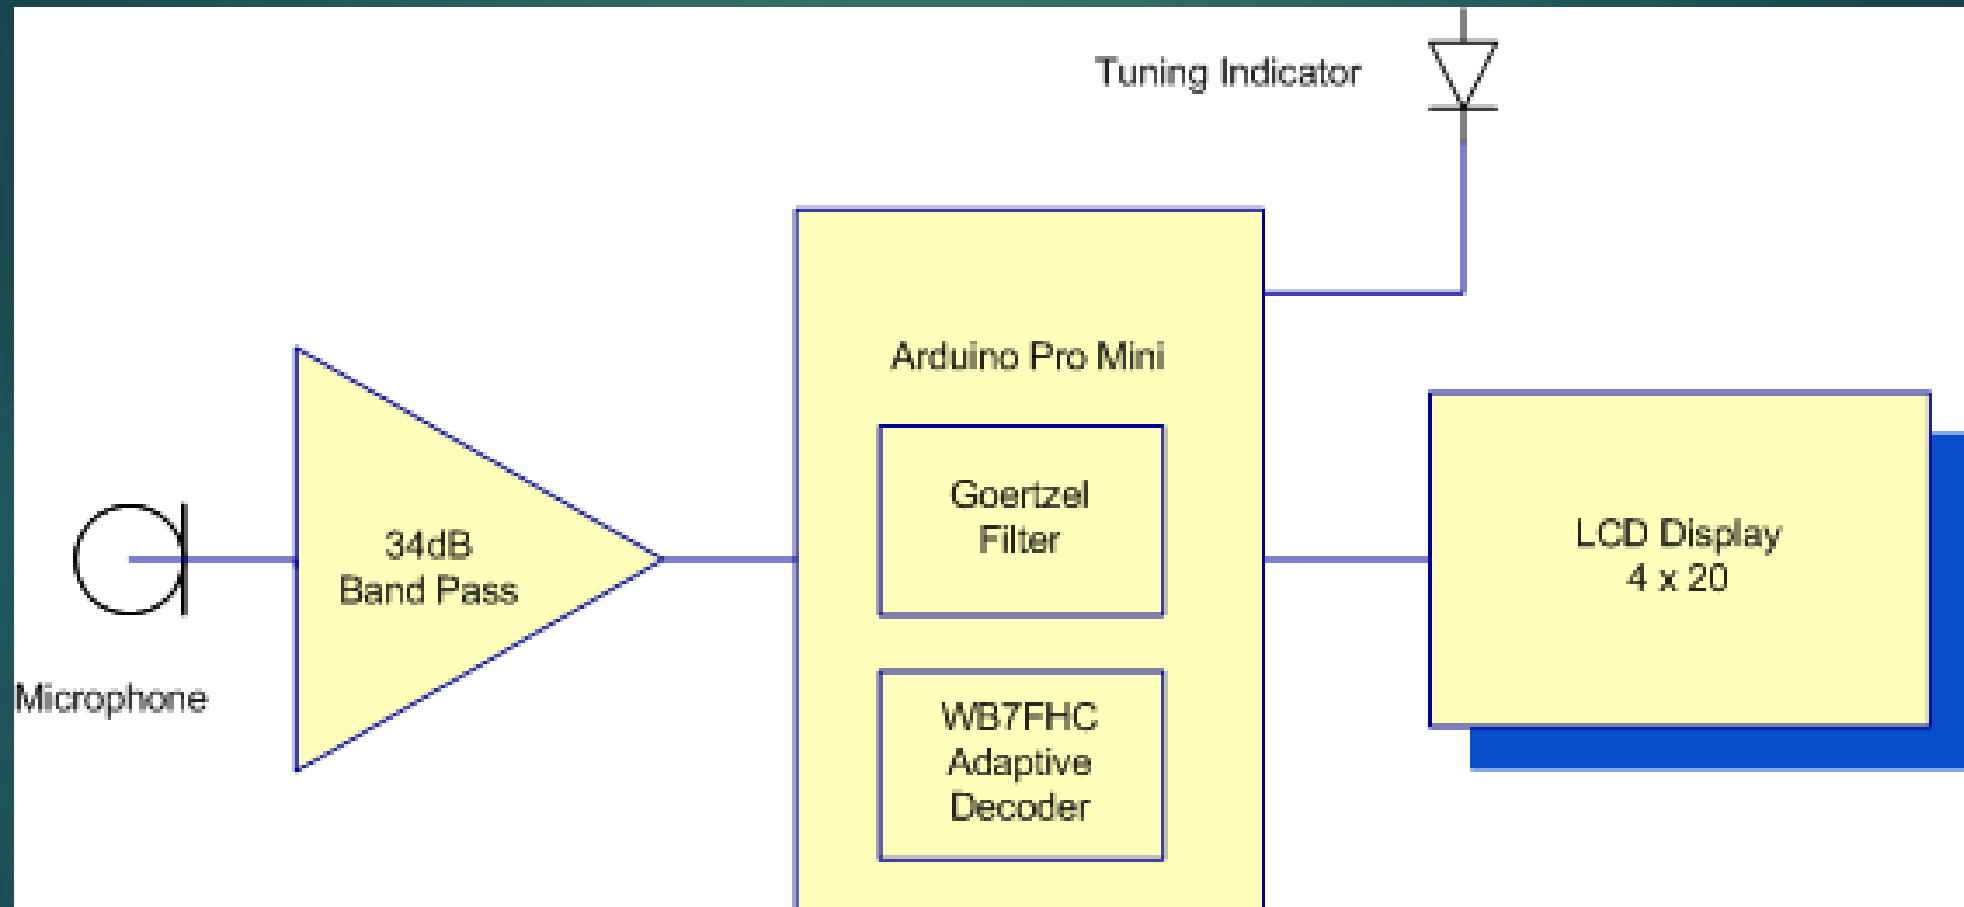 Tuning Indicator
Arduino Pro Mini
Goertzel
Filter
34dB
Band Pass
LCD Display
4 x 20
Microphone
WB7FHC
Adaptive
Decoder